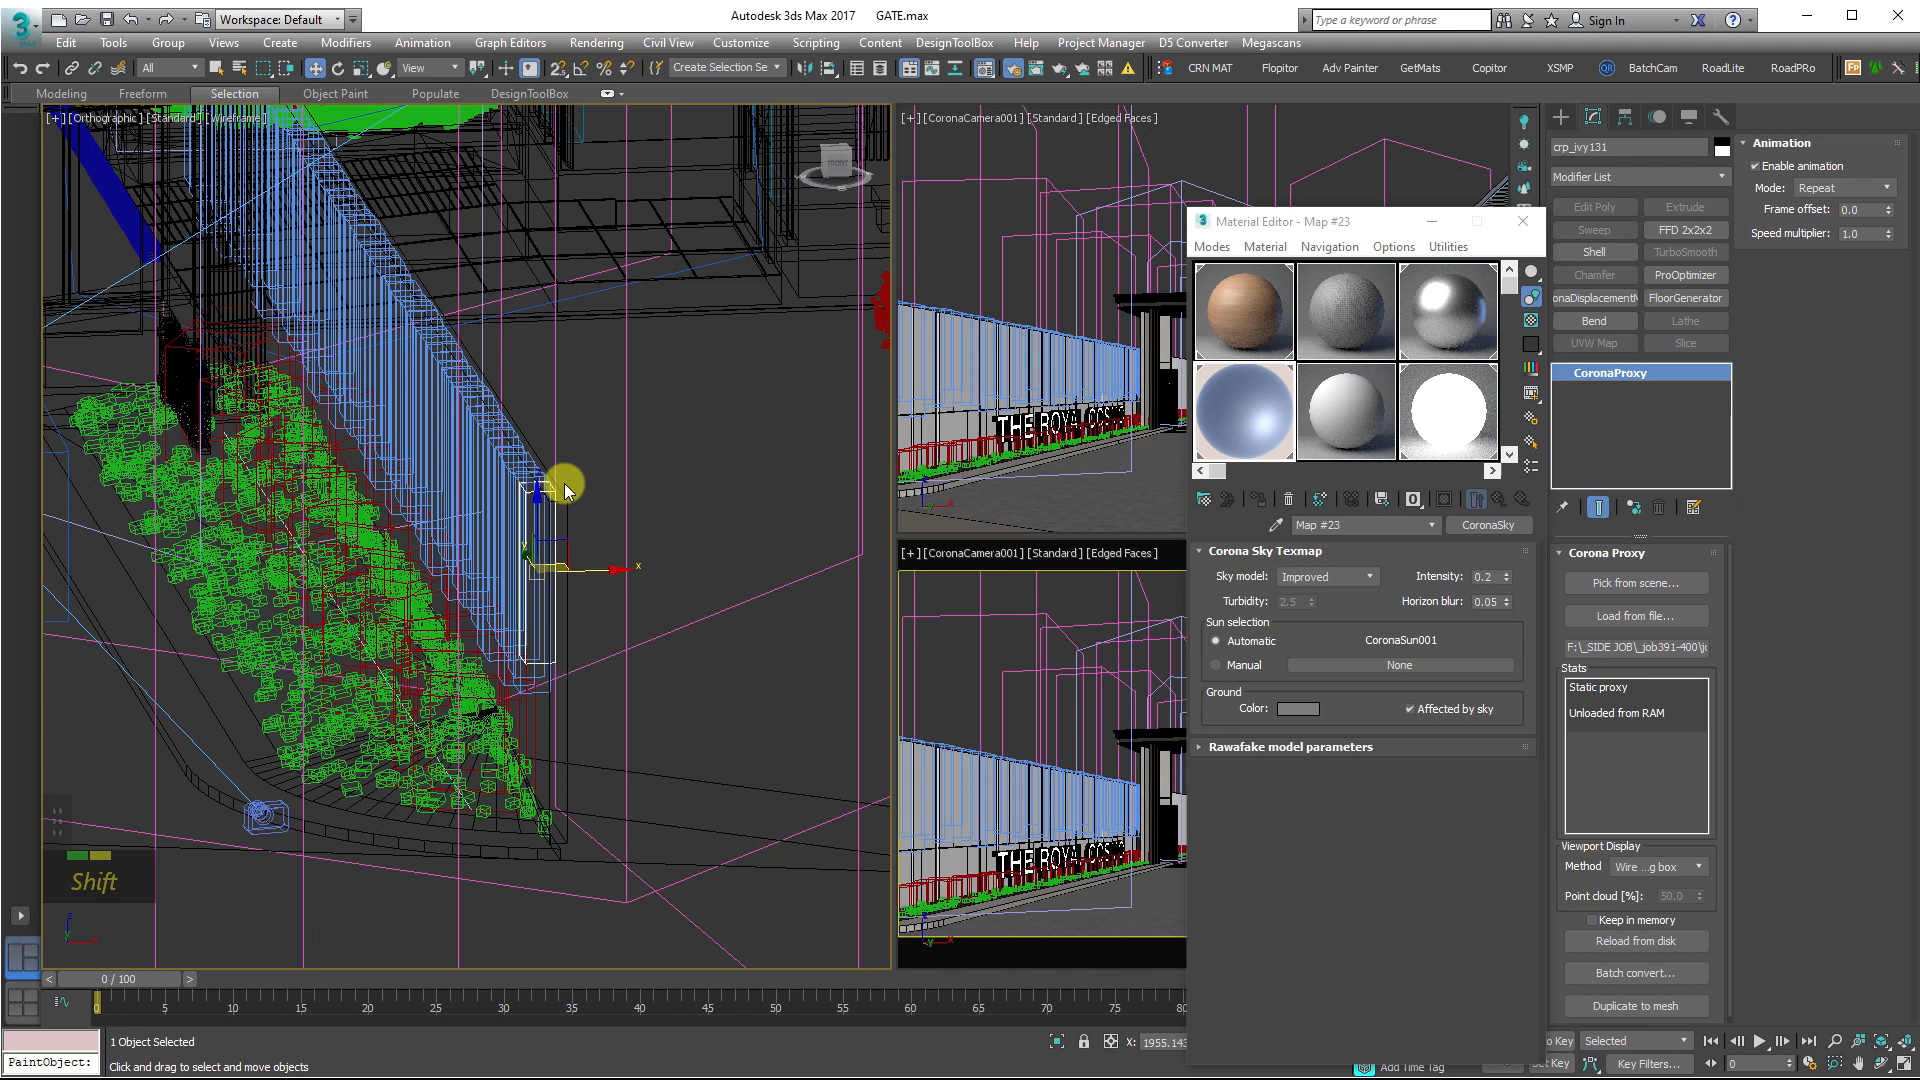 Workspace: Default
Autodesk 3ds Max 2017 GATE.max
Type a keyword or phrase
Sign In
Edit Tools Group Views Create Modifiers Animation Graph Editors Rendering Civil View Customize Scripting Content DesignToolBox Help Project Manager D5 Converter Megascans
All View Create Selection Se CRN MAT Flopitor Adv Painter GetMats Copitor XSMP BatchCam RoadLite RoadPRo
Modeling Freeform Selection Object Paint Populate DesignToolBox
[+] [Orthographic] [Standard] [Wireframe]
[+] [CoronaCamera001] [Standard] [Edged Faces]
FRONT
THE ROYAL
[+] [CoronaCamera001] [Standard] [Edged Faces]
THE ROYAL
x
Shift
Material Editor - Map #23
Modes Material Navigation Options Utilities
Map #23 CoronaSky
Corona Sky Texmap
Sky model: Improved Intensity: 0.2
Turbidity: 2.5 Horizon blur: 0.05
Sun selection
Automatic CoronaSun001
Manual None
Ground
Color: Affected by sky
Rawafake model parameters
crp_ivy131
Modifier List
Edit Poly Extrude
Sweep FFD 2x2x2
Shell TurboSmooth
Chamfer ProOptimizer
FloorGenerator
Bend Lathe
UVW Map Slice
CoronaProxy
Corona Proxy
Pick from scene...
Load from file...
F:\_SIDE JOB\_job391-400\jo
Stats
Static proxy
Unloaded from RAM
Viewport Display
Method Wire ...g box
Point cloud [%]: 50.0
Keep in memory
Reload from disk
Batch convert...
Duplicate to mesh
Animation
Enable animation
Mode: Repeat
Frame offset: 0.0
Speed multiplier: 1.0
0 / 100
0 5 10 15 20 25 30 35 40 45 50 55 60 65 70 75 80
PaintObject:
1 Object Selected
Click and drag to select and move objects
X: 1955.143
Add Time Tag
Selected
Key Filters...
0